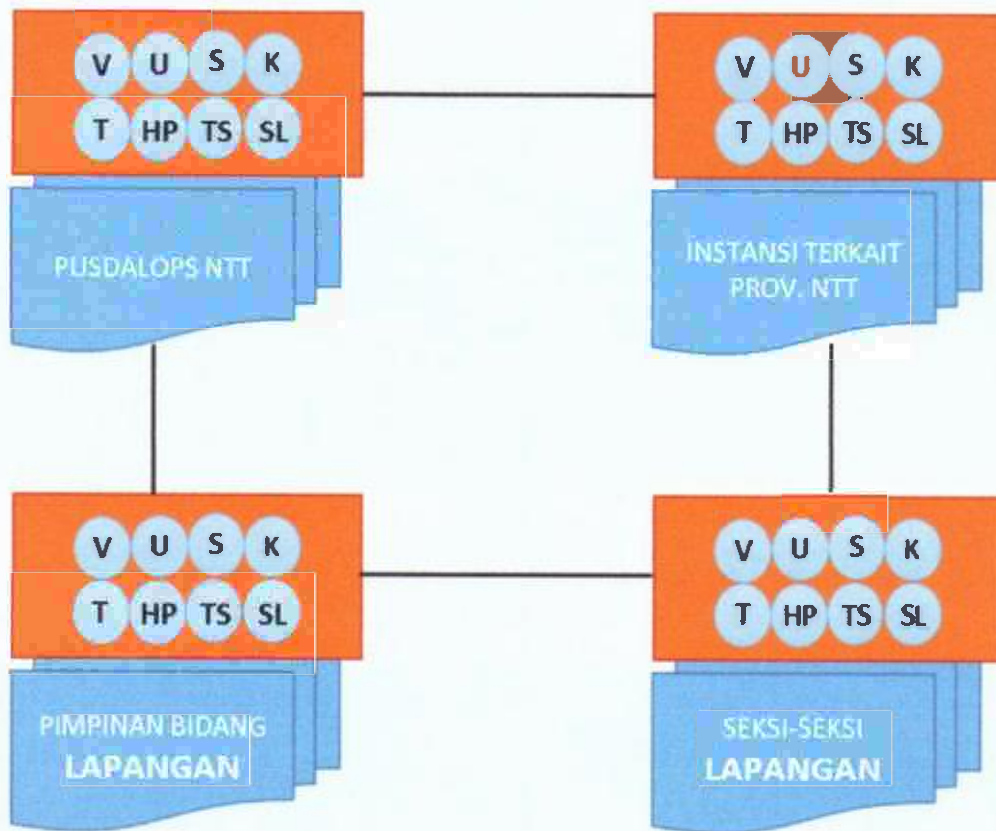 V U S K
T HP TS SL
PUSDALOPS NTT
V U S K
T HP TS SL
INSTANSI TERKAIT
PROV. NTT
V U S K
T HP TS SL
PIMPINAN BIDANG
LAPANGAN
V U S K
T HP TS SL
SEKSI-SEKSI
LAPANGAN